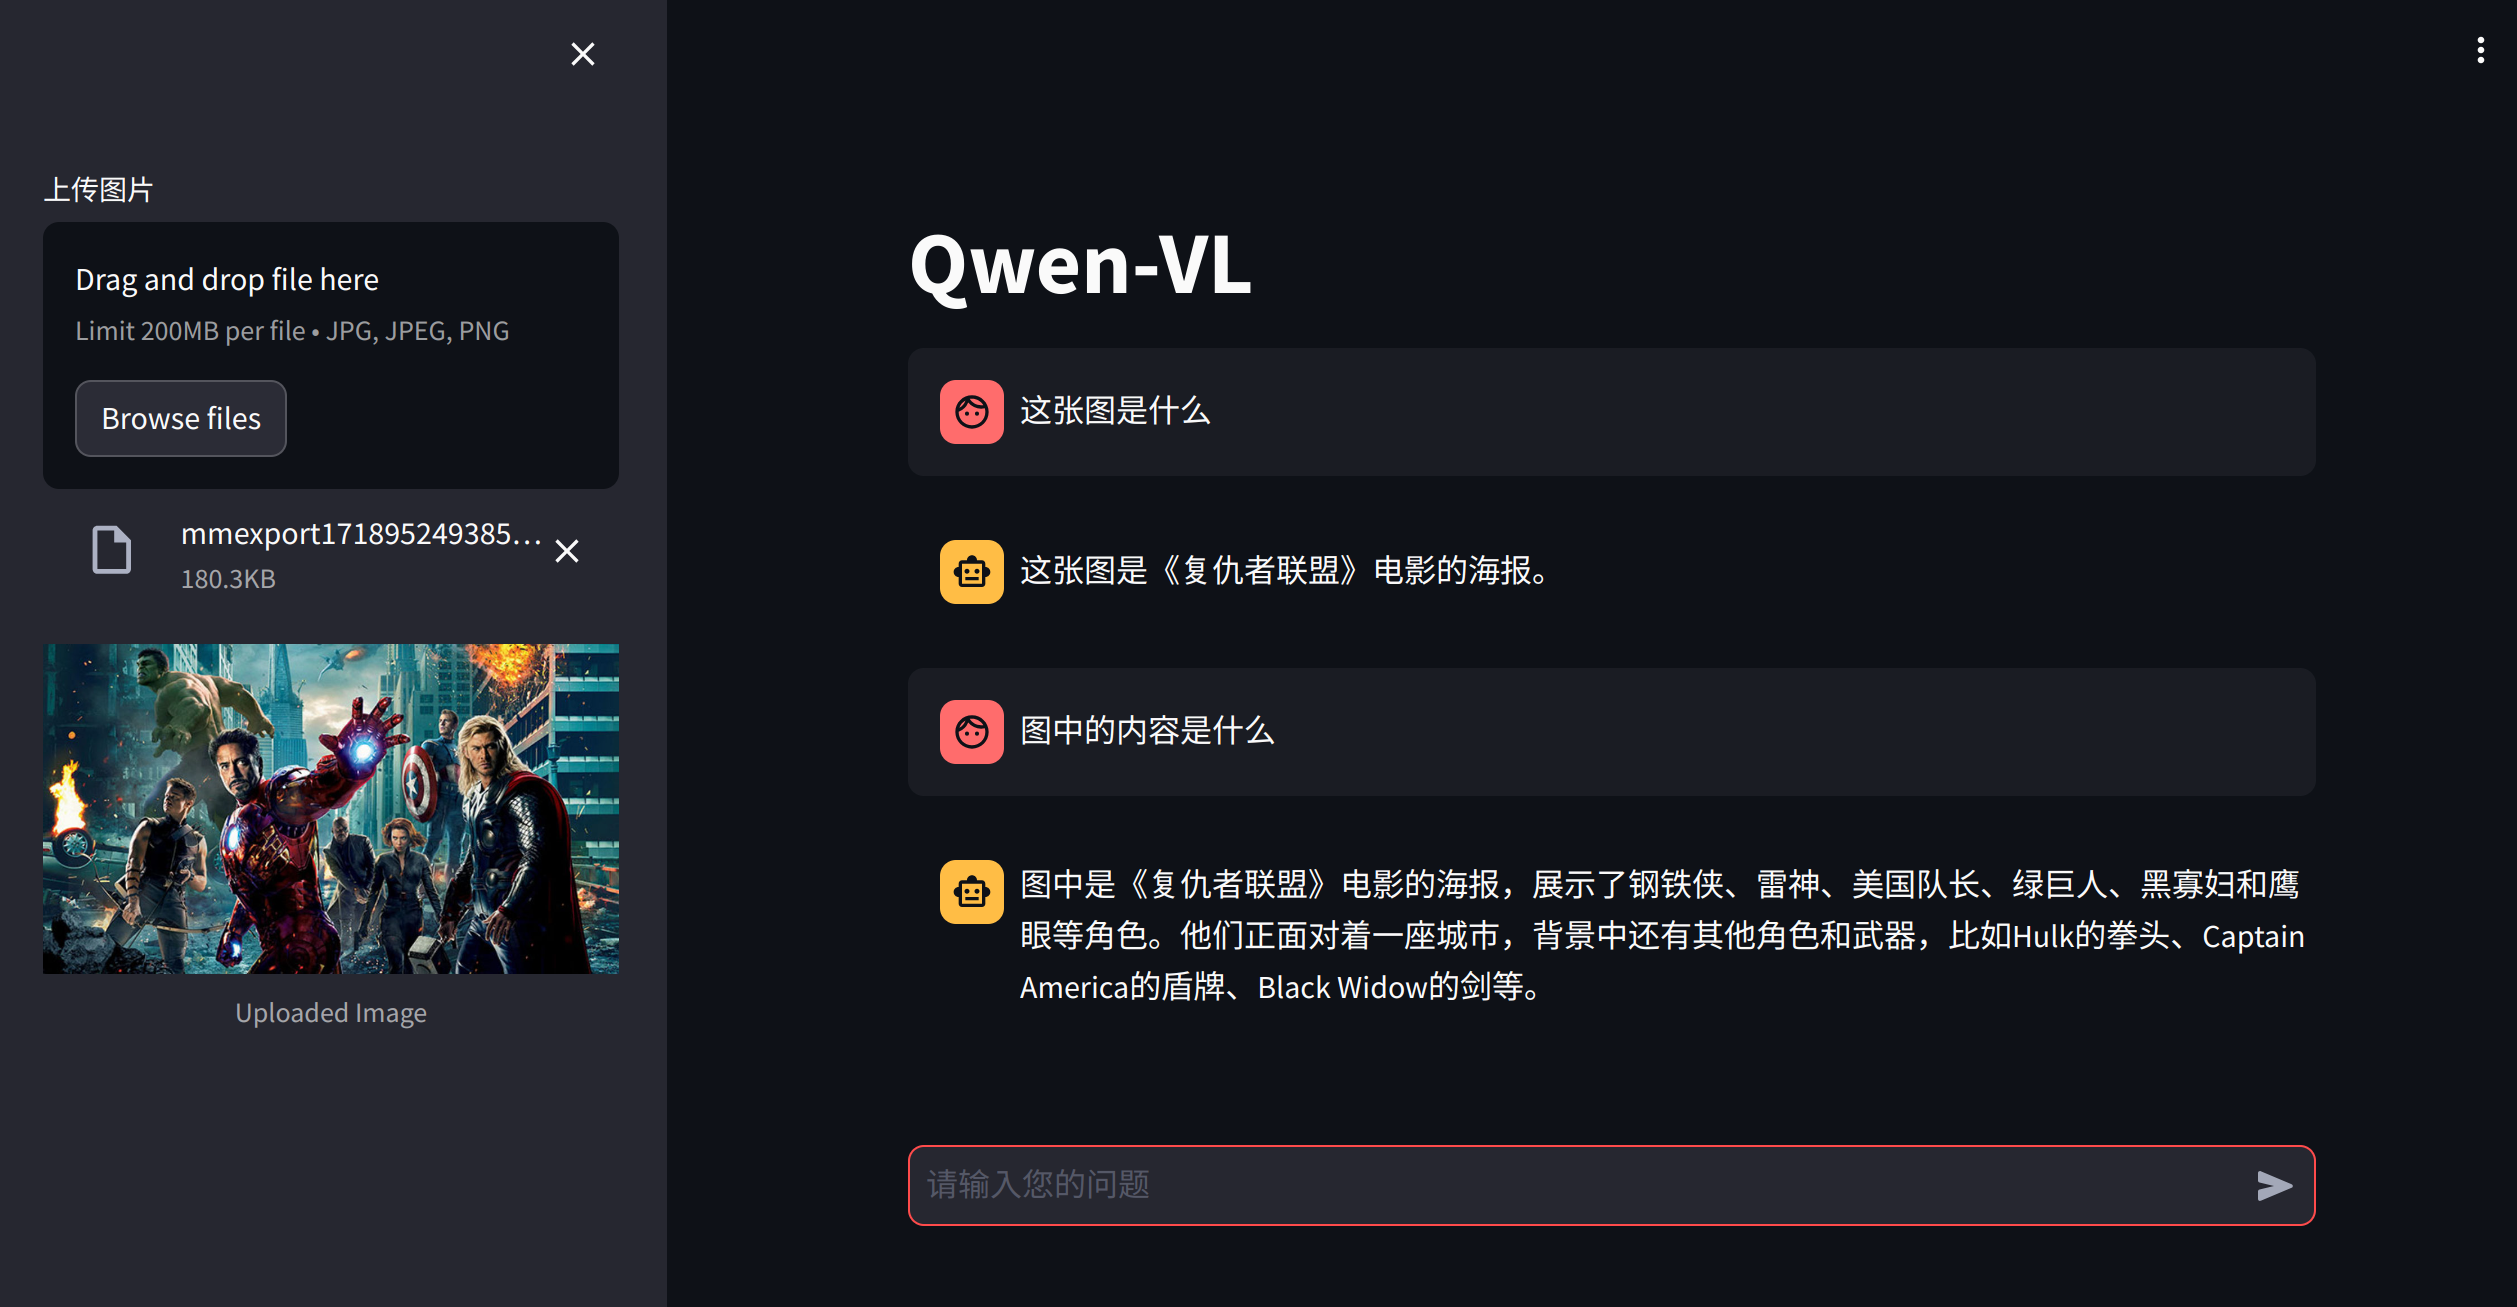 上传图片
Drag and drop file here
Limit 200MB per file • JPG, JPEG, PNG
Browse files
mmexport171895249385…
180.3KB
Uploaded Image
Qwen-VL
这张图是什么
这张图是《复仇者联盟》电影的海报。
图中的内容是什么
图中是《复仇者联盟》电影的海报，展示了钢铁侠、雷神、美国队长、绿巨人、黑寡妇和鹰
眼等角色。他们正面对着一座城市，背景中还有其他角色和武器，比如Hulk的拳头、Captain
America的盾牌、Black Widow的剑等。
请输入您的问题